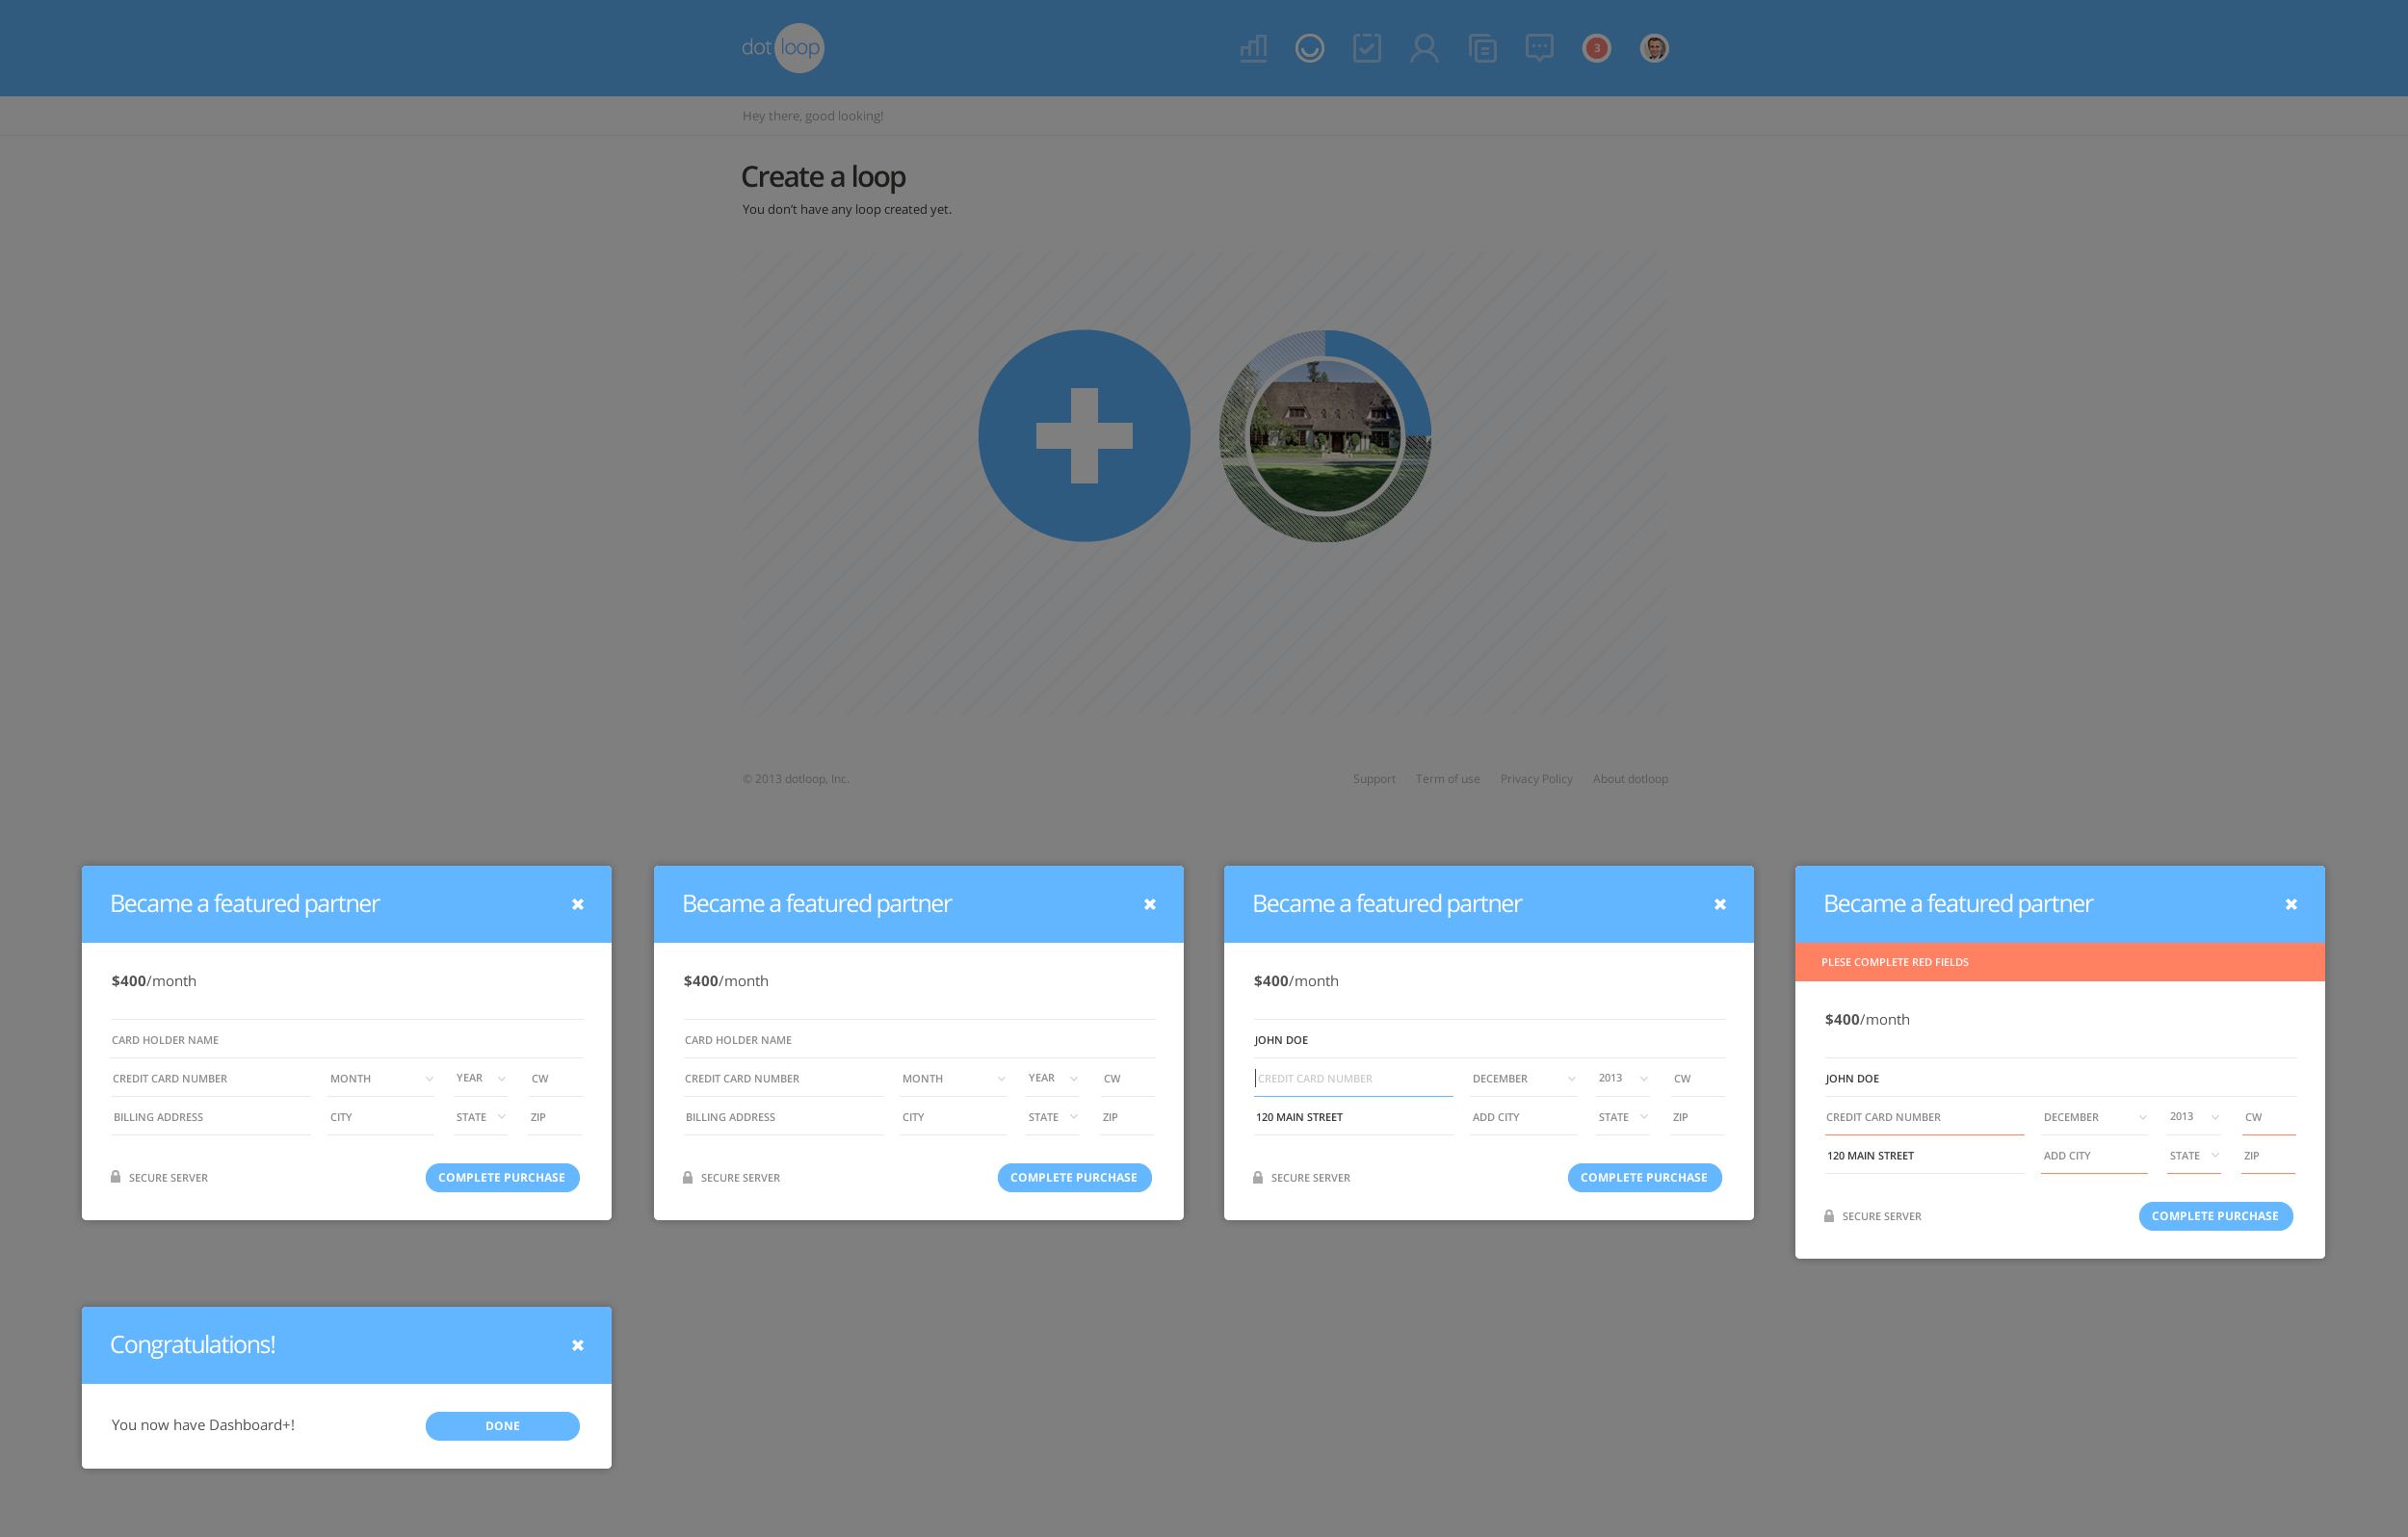 dot loop
3
Hey there, good looking!
Create a loop
You don't have any loop created yet.
© 2013 dotloop, Inc.
Support Term of use Privacy Policy About dotloop
Became a featured partner
$400/month
CARD HOLDER NAME
CREDIT CARD NUMBER MONTH YEAR CW
BILLING ADDRESS CITY STATE ZIP
SECURE SERVER COMPLETE PURCHASE
Became a featured partner
$400/month
CARD HOLDER NAME
CREDIT CARD NUMBER MONTH YEAR CW
BILLING ADDRESS CITY STATE ZIP
SECURE SERVER COMPLETE PURCHASE
Became a featured partner
$400/month
JOHN DOE
CREDIT CARD NUMBER DECEMBER 2013 CW
120 MAIN STREET ADD CITY STATE ZIP
SECURE SERVER COMPLETE PURCHASE
Became a featured partner
PLESE COMPLETE RED FIELDS
$400/month
JOHN DOE
CREDIT CARD NUMBER DECEMBER 2013 CW
120 MAIN STREET ADD CITY STATE ZIP
SECURE SERVER COMPLETE PURCHASE
Congratulations!
You now have Dashboard+! DONE